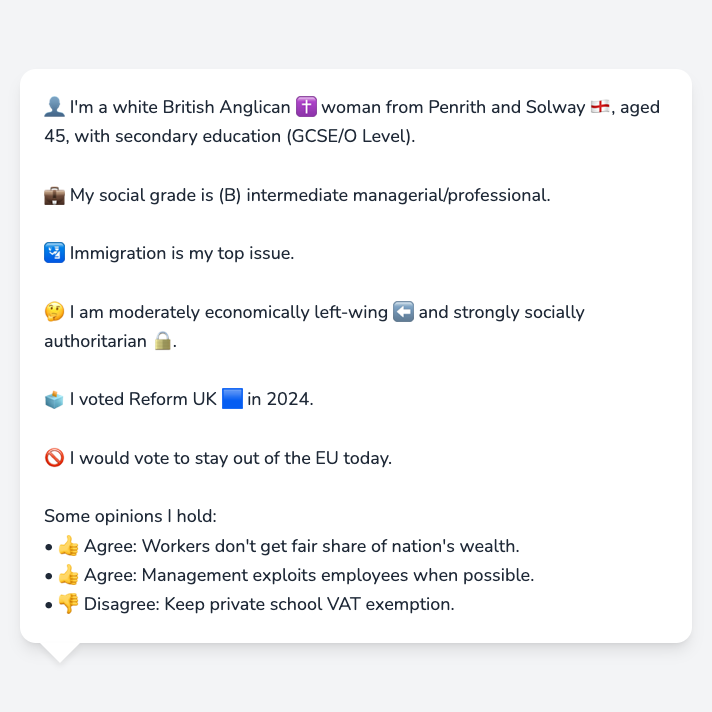 👤 I'm a white British Anglican ✝️ woman from Penrith and Solway 🏴󠁧󠁢󠁥󠁮󠁧󠁿, aged
45, with secondary education (GCSE/O Level).
💼 My social grade is (B) intermediate managerial/professional.
🛂 Immigration is my top issue.
🤔 I am moderately economically left-wing ⬅️ and strongly socially
authoritarian 🔒.
🗳️ I voted Reform UK 🟦 in 2024.
🚫 I would vote to stay out of the EU today.
Some opinions I hold:
• 👍 Agree: Workers don't get fair share of nation's wealth.
• 👍 Agree: Management exploits employees when possible.
• 👎 Disagree: Keep private school VAT exemption.